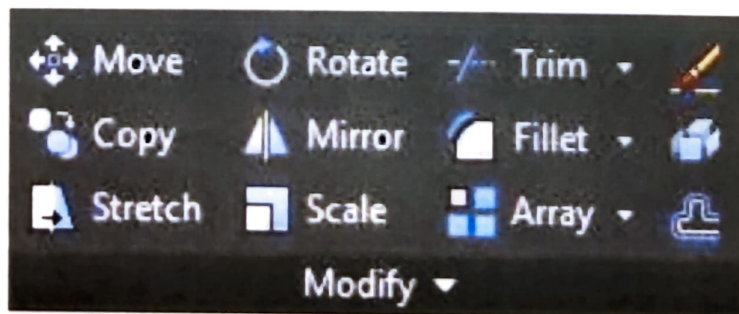 Move Rotate Trim
Copy Mirror Fillet
Stretch Scale Array
Modify